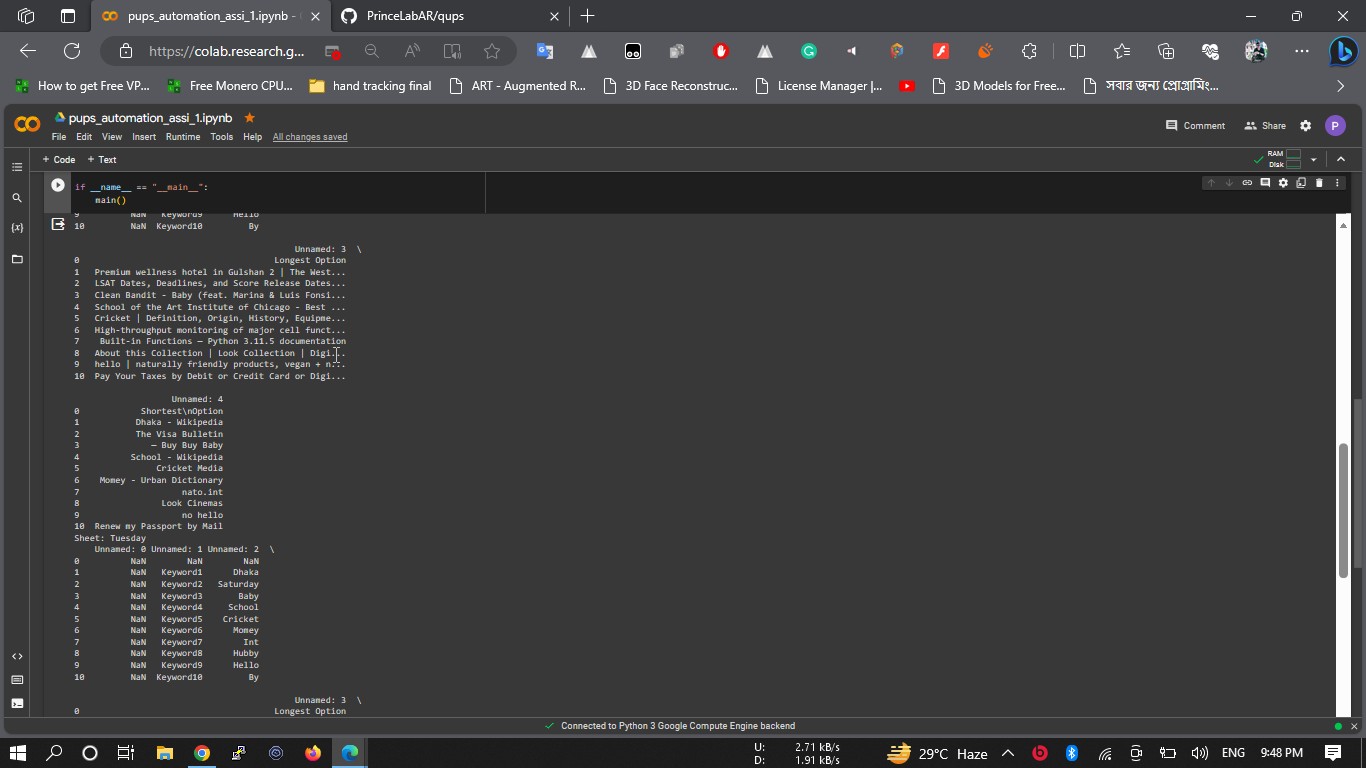 pups_automation_assi_1.ipynb -
PrinceLabAR/qups
https://colab.research.g...
How to get Free VP...
Free Monero CPU...
hand tracking final
ART - Augmented R...
3D Face Reconstruc...
License Manager |...
3D Models for Free...
সবার জন্য প্রোগ্রামিং...
pups_automation_assi_1.ipynb
File Edit View Insert Runtime Tools Help All changes saved
Comment Share P
+ Code + Text
RAM
Disk
if __name__ == "__main__":
main()
9 NaN Keyword9 Hello
10 NaN Keyword10 By
Unnamed: 3 \
0 Longest Option
1 Premium wellness hotel in Gulshan 2 | The West...
2 LSAT Dates, Deadlines, and Score Release Dates...
3 Clean Bandit - Baby (feat. Marina & Luis Fonsi...
4 School of the Art Institute of Chicago - Best ...
5 Cricket | Definition, Origin, History, Equipme...
6 High-throughput monitoring of major cell funct...
7 Built-in Functions — Python 3.11.5 documentation
8 About this Collection | Look Collection | Digi...
9 hello | naturally friendly products, vegan + n...
10 Pay Your Taxes by Debit or Credit Card or Digi...
Unnamed: 4
0 Shortest\nOption
1 Dhaka - Wikipedia
2 The Visa Bulletin
3 — Buy Buy Baby
4 School - Wikipedia
5 Cricket Media
6 Momey - Urban Dictionary
7 nato.int
8 Look Cinemas
9 no hello
10 Renew my Passport by Mail
Sheet: Tuesday
Unnamed: 0 Unnamed: 1 Unnamed: 2 \
0 NaN NaN NaN
1 NaN Keyword1 Dhaka
2 NaN Keyword2 Saturday
3 NaN Keyword3 Baby
4 NaN Keyword4 School
5 NaN Keyword5 Cricket
6 NaN Keyword6 Momey
7 NaN Keyword7 Int
8 NaN Keyword8 Hubby
9 NaN Keyword9 Hello
10 NaN Keyword10 By
Unnamed: 3 \
0 Longest Option
Connected to Python 3 Google Compute Engine backend
U: 2.71 kB/s
D: 1.91 kB/s
29°C Haze
ENG
9:48 PM